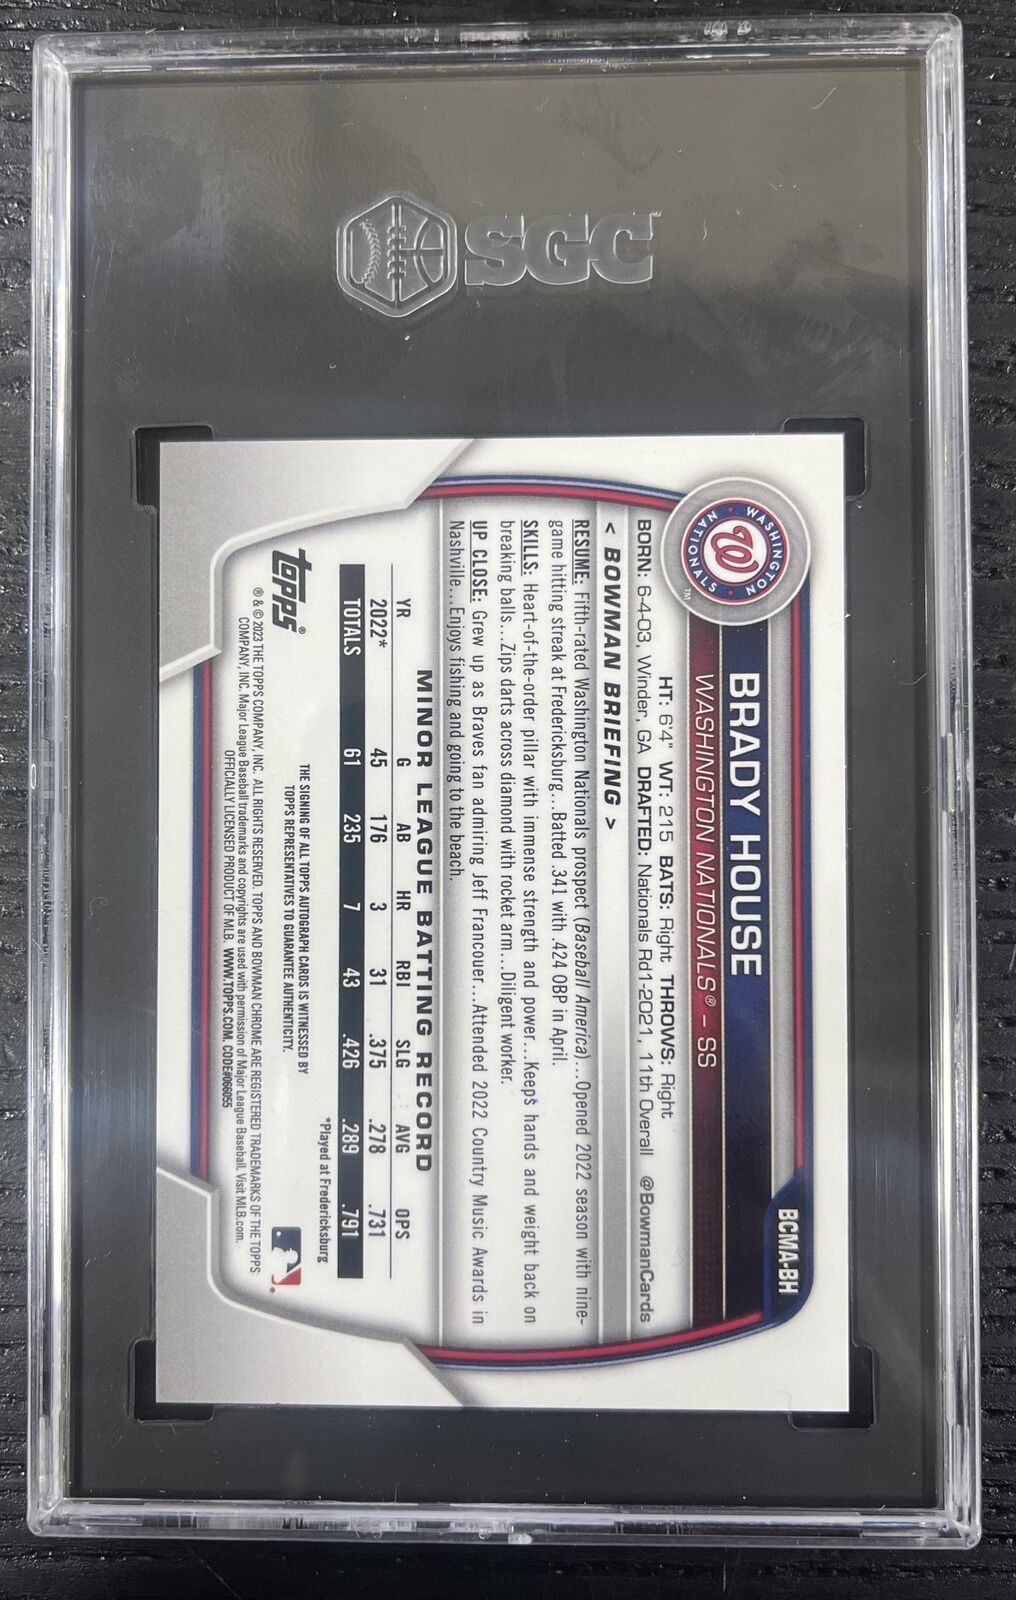 SGC
BCMA-BH
WASHINGTON NATIONALS
W
TM
BRADY HOUSE
WASHINGTON NATIONALS® - SS
HT: 6'4" WT: 215 BATS: Right THROWS: Right
BORN: 6-4-03, Winder, GA DRAFTED: Nationals Rd1-2021, 11th Overall @BowmanCards
< BOWMAN BRIEFING >
RESUME: Fifth-rated Washington Nationals prospect (Baseball America)...Opened 2022 season with nine-
game hitting streak at Fredericksburg...Batted .341 with .424 OBP in April.
SKILLS: Heart-of-the-order pillar with immense strength and power...Keeps hands and weight back on
breaking balls...Zips darts across diamond with rocket arm...Diligent worker.
UP CLOSE: Grew up as Braves fan admiring Jeff Francouer...Attended 2022 Country Music Awards in
Nashville...Enjoys fishing and going to the beach.
MINOR LEAGUE BATTING RECORD
YR G AB HR RBI SLG AVG OPS
2022* 45 176 3 31 .375 .278 .731
TOTALS 61 235 7 43 .426 .289 .791
*Played at Fredericksburg
THE SIGNING OF ALL TOPPS AUTOGRAPH CARDS IS WITNESSED BY
TOPPS REPRESENTATIVES TO GUARANTEE AUTHENTICITY.
topps®
® & © 2023 THE TOPPS COMPANY, INC. ALL RIGHTS RESERVED. TOPPS AND BOWMAN CHROME ARE REGISTERED TRADEMARKS OF THE TOPPS
COMPANY, INC. Major League Baseball trademarks and copyrights are used with permission of Major League Baseball. Visit MLB.com.
OFFICIALLY LICENSED PRODUCT OF MLB. WWW.TOPPS.COM. CODE#066055